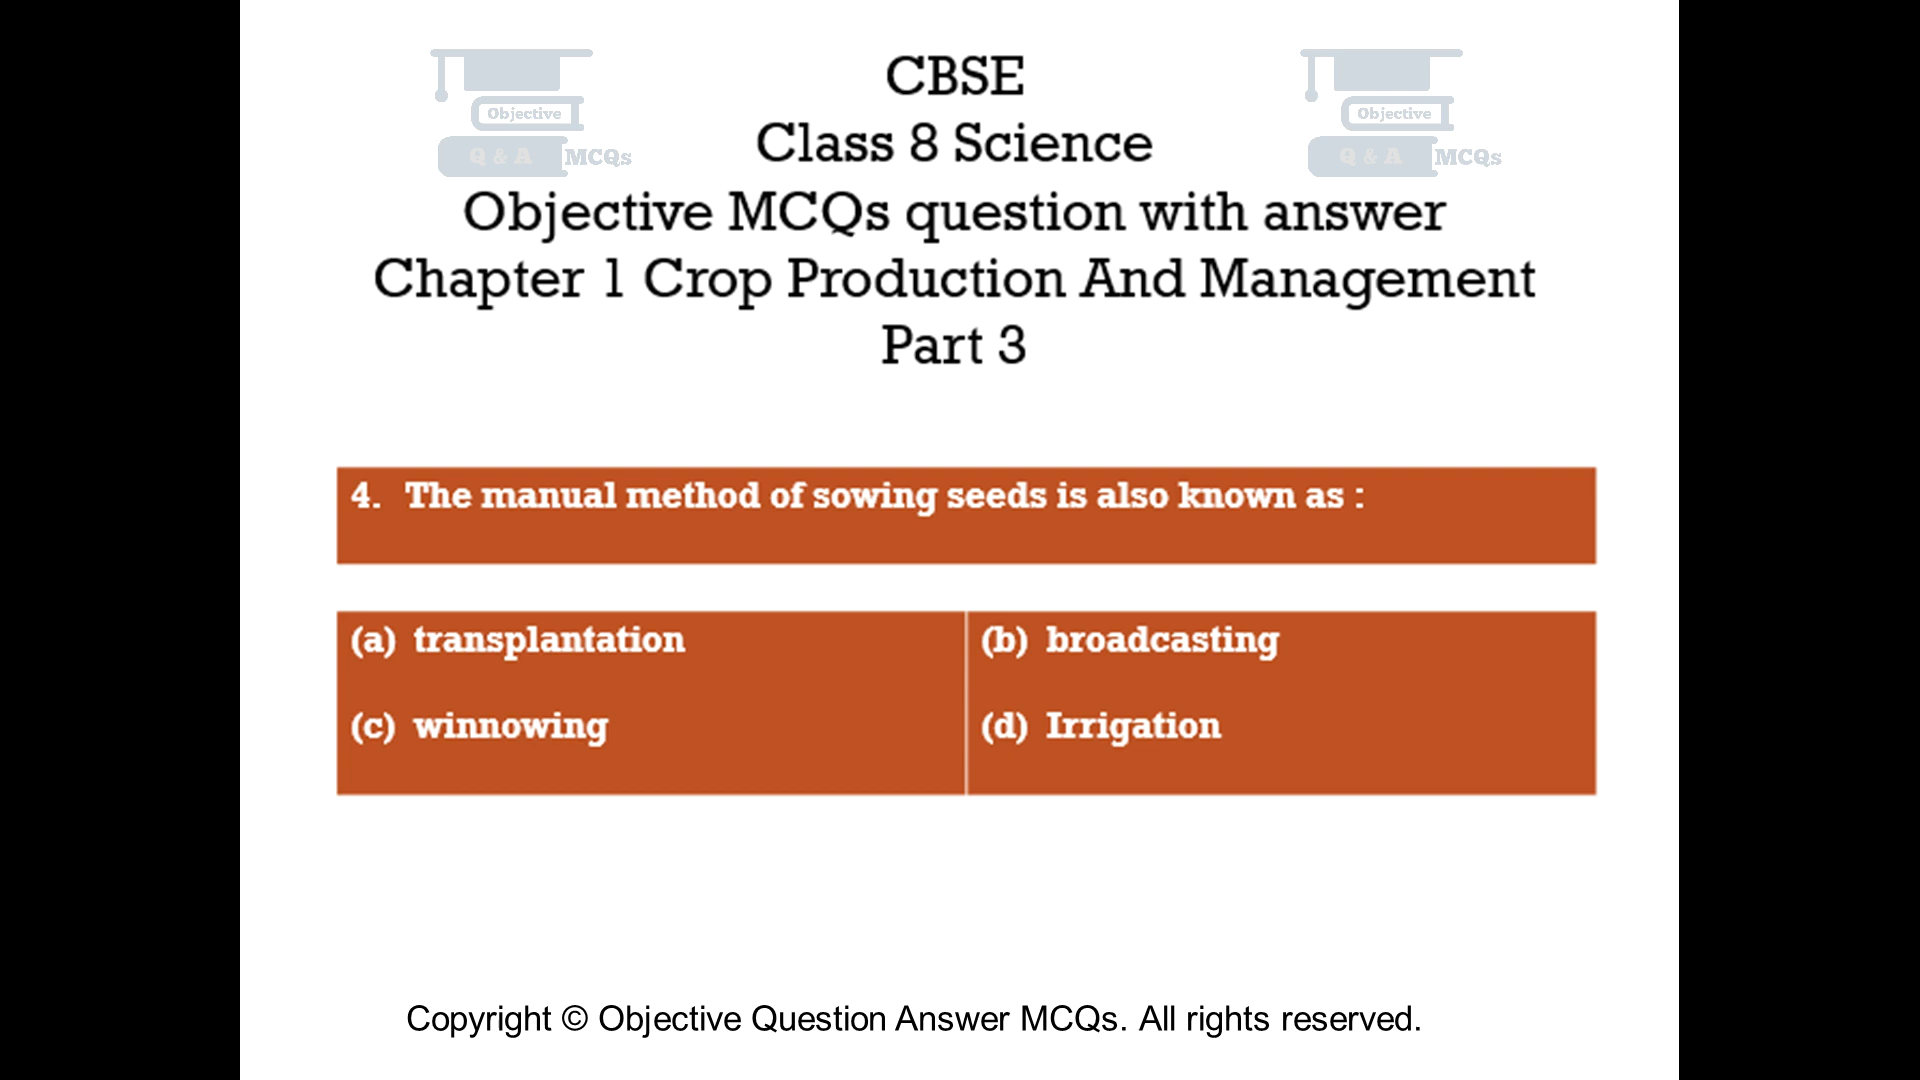 CBSE
Class 8 Science
Objective MCQs question with answer
Chapter 1 Crop Production And Management
Part 3
Objective
Q & A MCQs
Objective
Q & A MCQs
4. The manual method of sowing seeds is also known as :
(a) transplantation
(b) broadcasting
(c) winnowing
(d) Irrigation
Copyright © Objective Question Answer MCQs. All rights reserved.